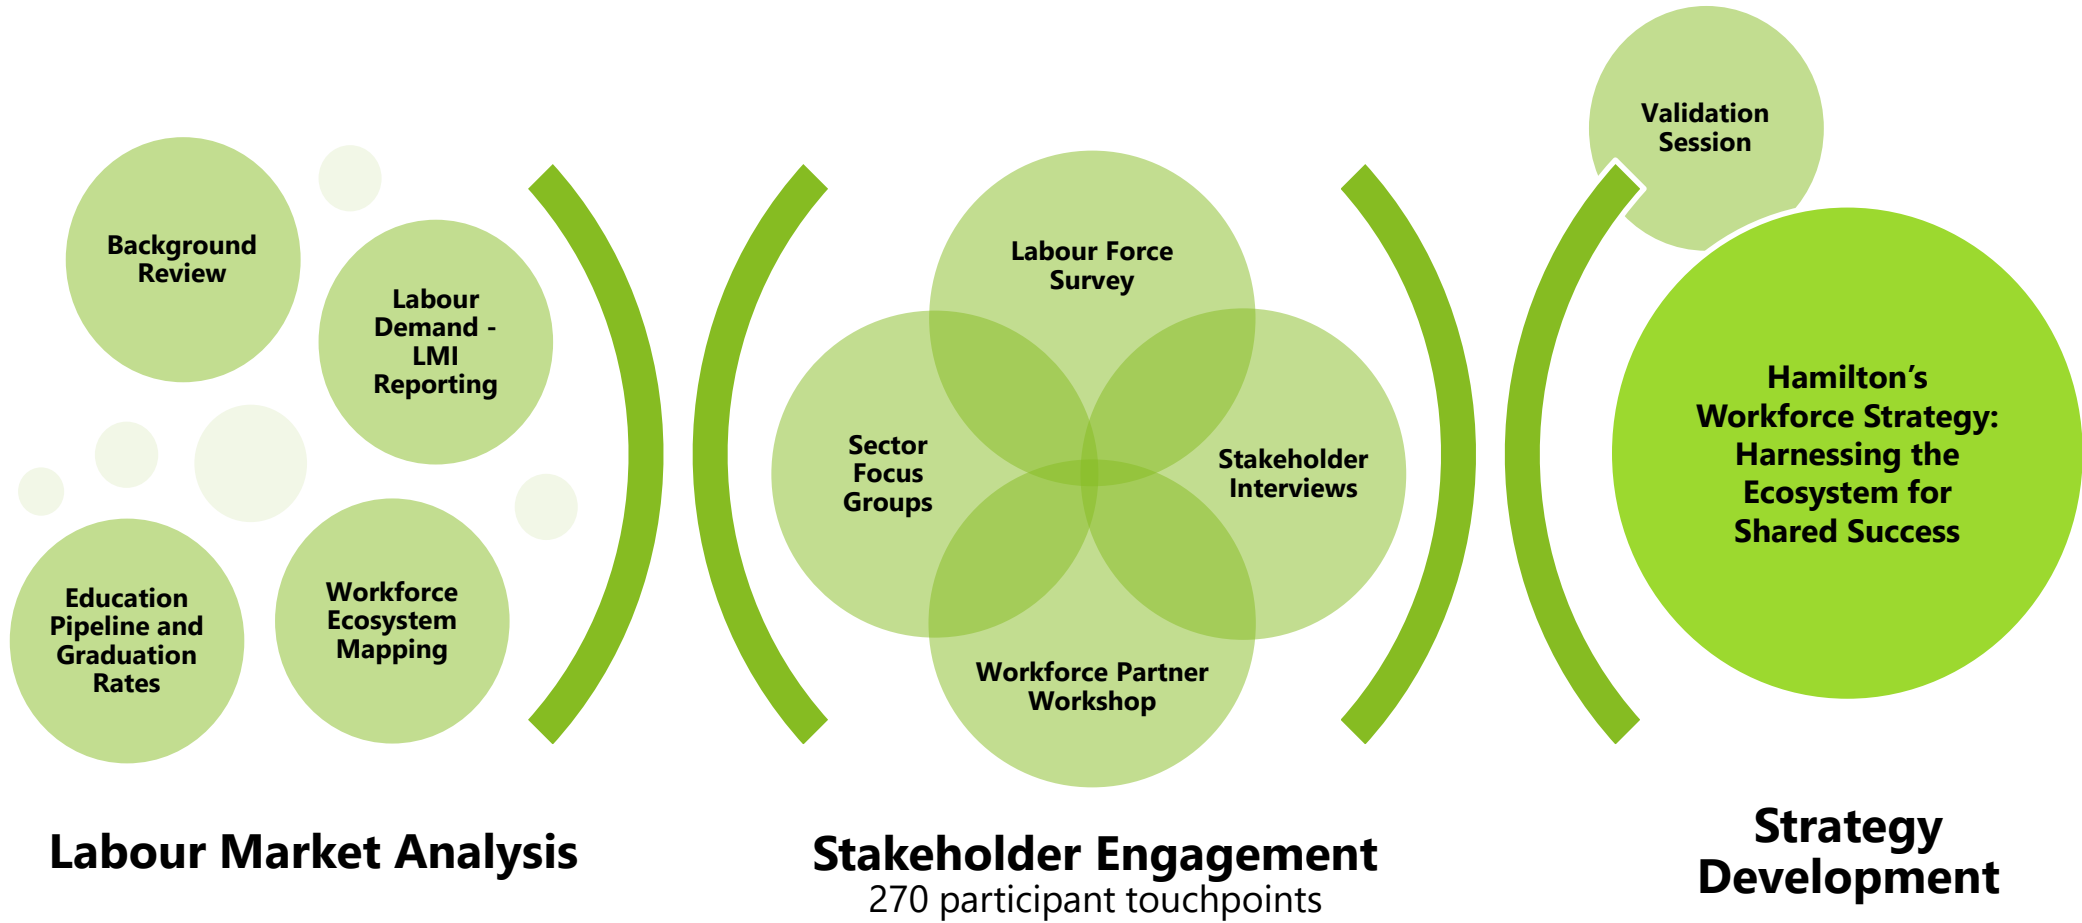 Background
Review
Labour
Demand -
LMI
Reporting
Education
Pipeline and
Graduation
Rates
Workforce
Ecosystem
Mapping
Labour Market Analysis
Labour Force
Survey
Sector
Focus
Groups
Stakeholder
Interviews
Workforce Partner
Workshop
Stakeholder Engagement
270 participant touchpoints
Validation
Session
Hamilton’s
Workforce Strategy:
Harnessing the
Ecosystem for
Shared Success
Strategy
Development